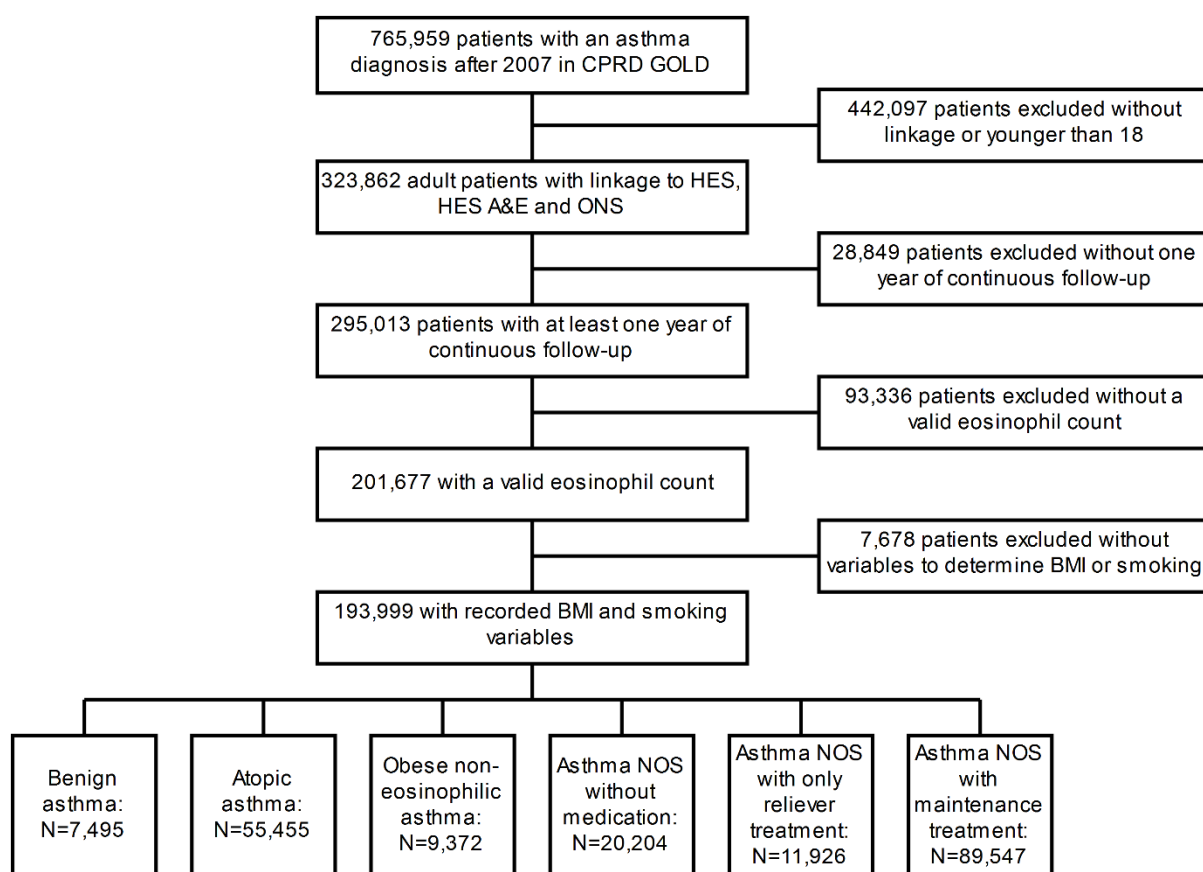 765,959 patients with an asthma
diagnosis after 2007 in CPRD GOLD
442,097 patients excluded without
linkage or younger than 18
323,862 adult patients with linkage to HES,
HES A&E and ONS
28,849 patients excluded without one
year of continuous follow-up
295,013 patients with at least one year of
continuous follow-up
93,336 patients excluded without a
valid eosinophil count
201,677 with a valid eosinophil count
7,678 patients excluded without
variables to determine BMI or smoking
193,999 with recorded BMI and smoking
variables
Benign
asthma:
N=7,495
Atopic
asthma:
N=55,455
Obese non-
eosinophilic
asthma:
N=9,372
Asthma NOS
without
medication:
N=20,204
Asthma NOS
with only
reliever
treatment:
N=11,926
Asthma NOS
with
maintenance
treatment:
N=89,547